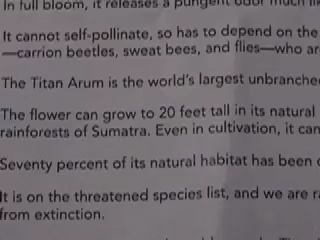 In full bloom, it releases a pungent odor much
It cannot self-pollinate, so has to depend on the
—carrion beetles, sweat bees, and flies—who ar
The Titan Arum is the world's largest unbranche
The flower can grow to 20 feet tall in its natural
rainforests of Sumatra. Even in cultivation, it can
Seventy percent of its natural habitat has been
It is on the threatened species list, and we are r
from extinction.